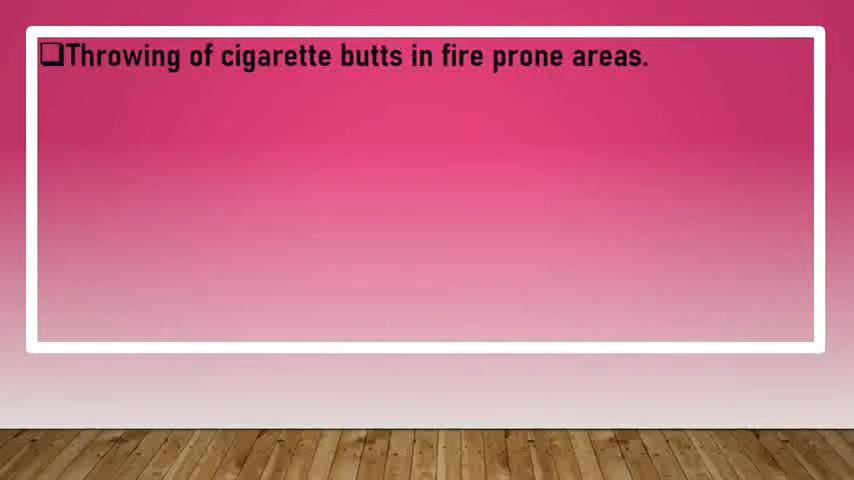 ❑Throwing of cigarette butts in fire prone areas.